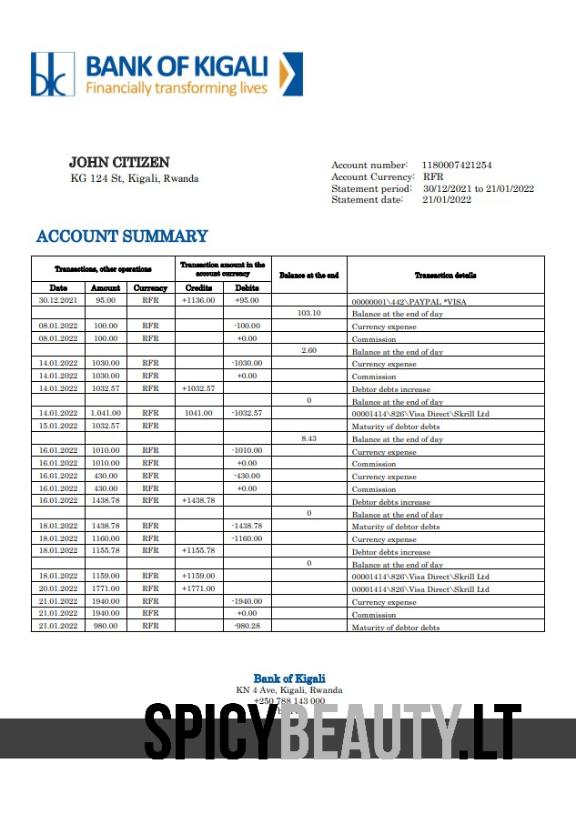 bk
BANK OF KIGALI
Financially transforming lives
JOHN CITIZEN
KG 124 St, Kigali, Rwanda
Account number: 1180007421254
Account Currency: RFR
Statement period: 30/12/2021 to 21/01/2022
Statement date: 21/01/2022
ACCOUNT SUMMARY
Transactions, other operations Transaction amount in the account currency Balance at the end Transaction details
Date Amount Currency Credits Debits
30.12.2021 95.00 RFR +1136.00 +95.00 00000001\442\PAYPAL *VISA
103.10 Balance at the end of day
08.01.2022 100.00 RFR -100.00 Currency expense
08.01.2022 100.00 RFR +0.00 Commission
2.60 Balance at the end of day
14.01.2022 1030.00 RFR -1030.00 Currency expense
14.01.2022 1030.00 RFR +0.00 Commission
14.01.2022 1032.57 RFR +1032.57 Debtor debts increase
0 Balance at the end of day
14.01.2022 1.041.00 RFR 1041.00 -1032.57 00001414\826\Visa Direct\Skrill Ltd
15.01.2022 1032.57 RFR Maturity of debtor debts
8.43 Balance at the end of day
16.01.2022 1010.00 RFR -1010.00 Currency expense
16.01.2022 1010.00 RFR +0.00 Commission
16.01.2022 430.00 RFR -430.00 Currency expense
16.01.2022 430.00 RFR +0.00 Commission
16.01.2022 1438.78 RFR +1438.78 Debtor debts increase
0 Balance at the end of day
18.01.2022 1438.78 RFR -1438.78 Maturity of debtor debts
18.01.2022 1160.00 RFR -1160.00 Currency expense
18.01.2022 1155.78 RFR +1155.78 Debtor debts increase
0 Balance at the end of day
18.01.2022 1159.00 RFR +1159.00 00001414\826\Visa Direct\Skrill Ltd
20.01.2022 1771.00 RFR +1771.00 00001414\826\Visa Direct\Skrill Ltd
21.01.2022 1940.00 RFR -1940.00 Currency expense
21.01.2022 1940.00 RFR +0.00 Commission
21.01.2022 980.00 RFR -980.28 Maturity of debtor debts
Bank of Kigali
KN 4 Ave, Kigali, Rwanda
+250 788 143 000
SPICYBEAUTY.LT